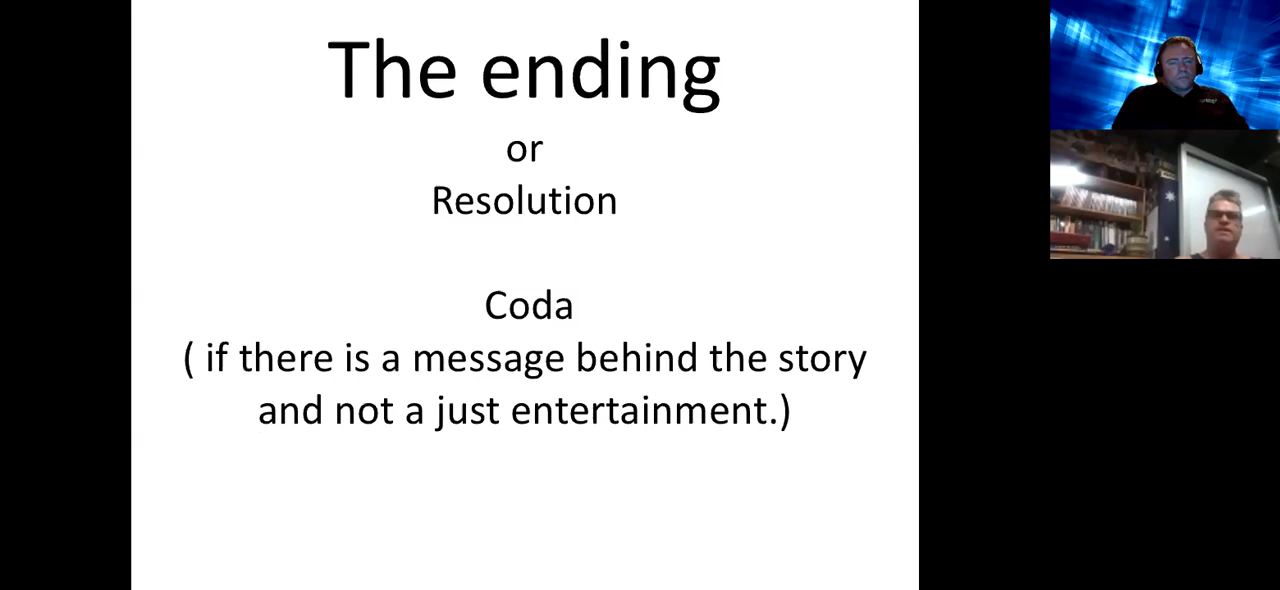 The ending
or
Resolution
Coda
( if there is a message behind the story
and not a just entertainment.)